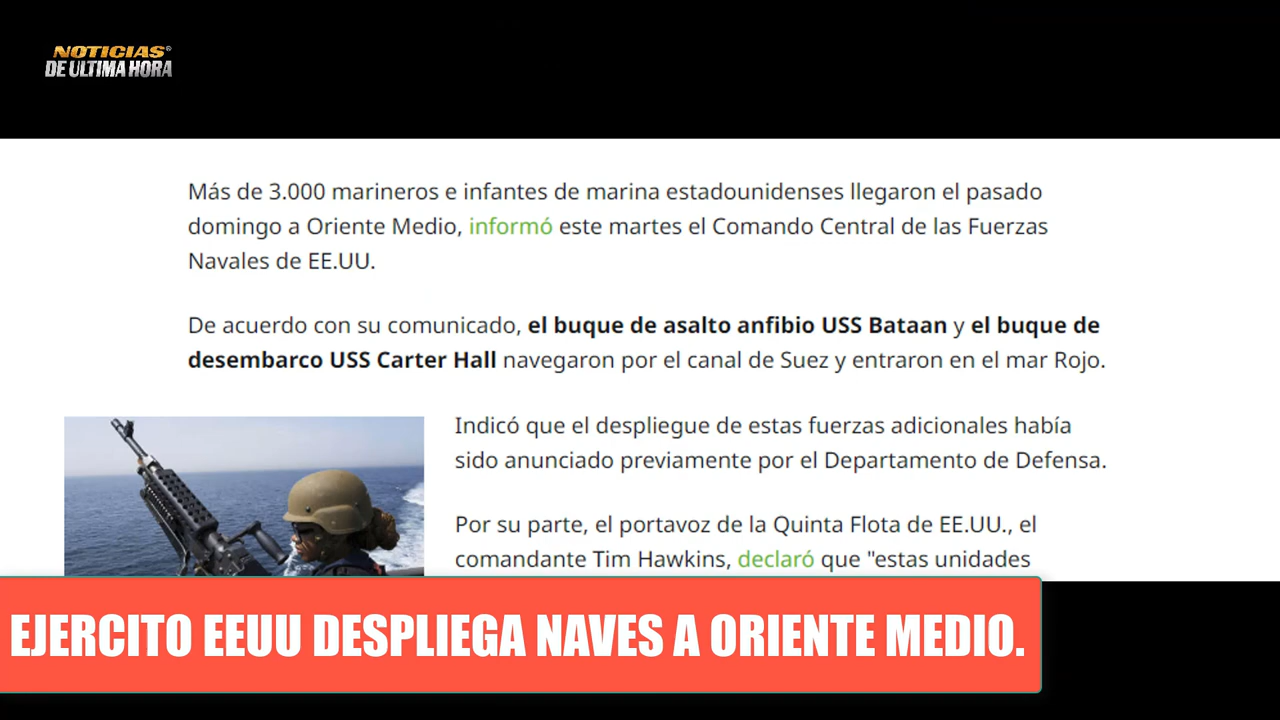 NOTICIAS®
DE ULTIMA HORA
Más de 3.000 marineros e infantes de marina estadounidenses llegaron el pasado
domingo a Oriente Medio, informó este martes el Comando Central de las Fuerzas
Navales de EE.UU.
De acuerdo con su comunicado, el buque de asalto anfibio USS Bataan y el buque de
desembarco USS Carter Hall navegaron por el canal de Suez y entraron en el mar Rojo.
Indicó que el despliegue de estas fuerzas adicionales había
sido anunciado previamente por el Departamento de Defensa.
Por su parte, el portavoz de la Quinta Flota de EE.UU., el
comandante Tim Hawkins, declaró que "estas unidades
EJERCITO EEUU DESPLIEGA NAVES A ORIENTE MEDIO.